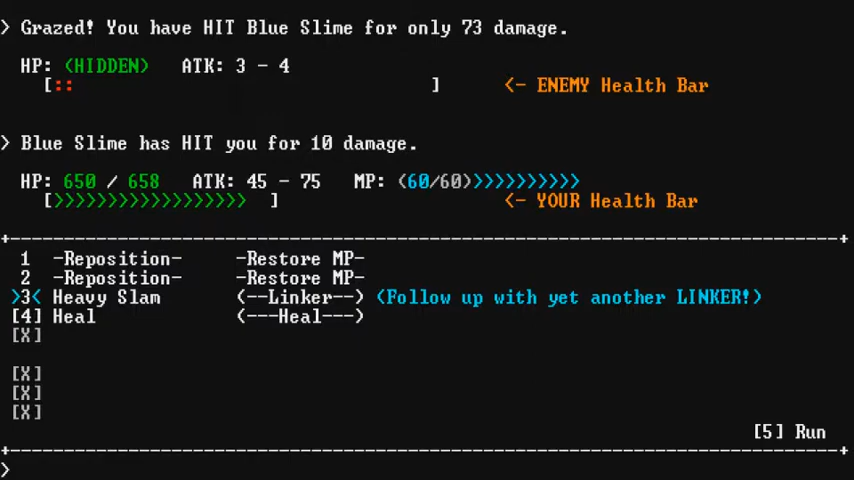 > Grazed! You have HIT Blue Slime for only 73 damage.
HP: (HIDDEN) ATK: 3 - 4
[:: ] <- ENEMY Health Bar
> Blue Slime has HIT you for 10 damage.
HP: 650 / 658 ATK: 45 - 75 MP: (60/60)>>>>>>>>>>
[>>>>>>>>>>>>>>>>>> ] <- YOUR Health Bar
1 -Reposition- -Restore MP-
2 -Reposition- -Restore MP-
>3< Heavy Slam (--Linker--) (Follow up with yet another LINKER!)
[4] Heal (---Heal---)
[X]
[X]
[X]
[X]
[5] Run
>